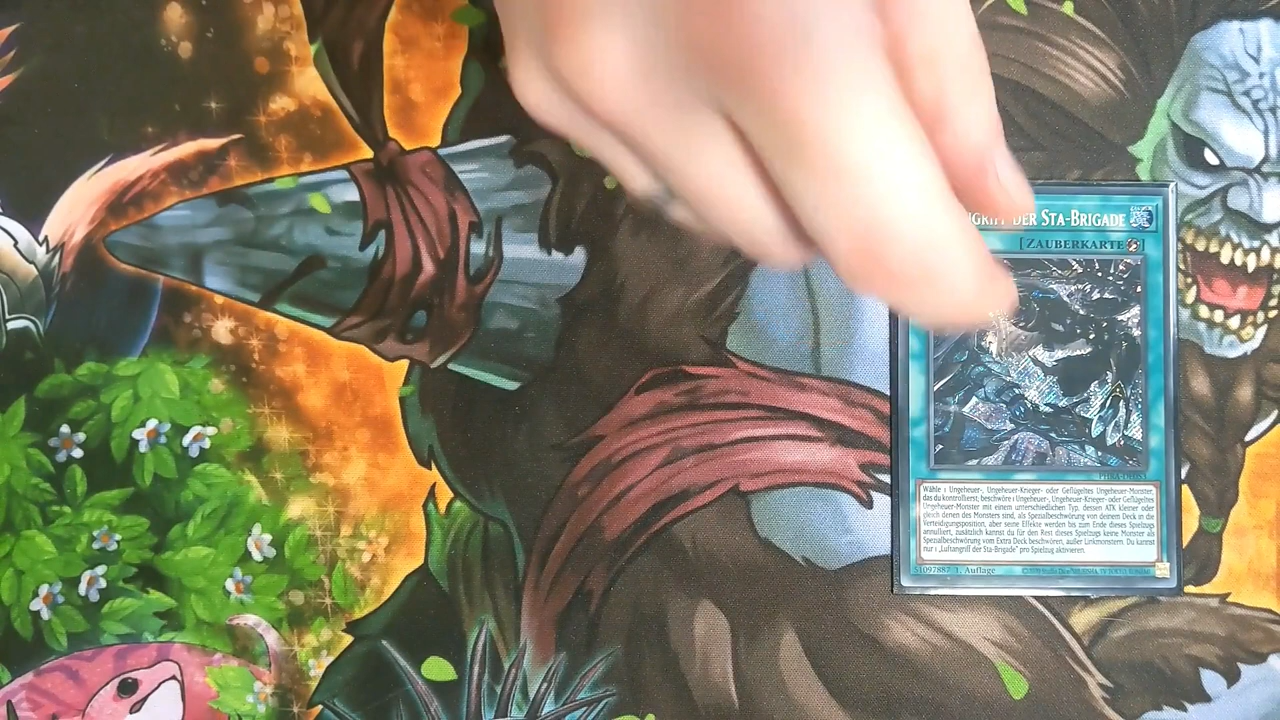 DER STA-BRIGADE
[ZAUBERKARTE]
PHRA-DE053
Wähle 1 Ungeheuer-, Ungeheuer-Krieger- oder Geflügeltes Ungeheuer-Monster,
das du kontrollierst; beschwöre 1 Ungeheuer-, Ungeheuer-Krieger- oder Geflügeltes
Ungeheuer-Monster mit einem unterschiedlichen Typ, dessen ATK kleiner oder
gleich denen des Monsters sind, als Spezialbeschwörung von deinem Deck in die
Verteidigungsposition, aber seine Effekte werden bis zum Ende dieses Spielzugs
annulliert, zusätzlich kannst du für den Rest dieses Spielzugs keine Monster als
Spezialbeschwörung vom Extra Deck beschwören, außer Linkmonstern. Du kannst
nur 1 „Luftangriff der Sta-Brigade" pro Spielzug aktivieren.
51097887 1. Auflage